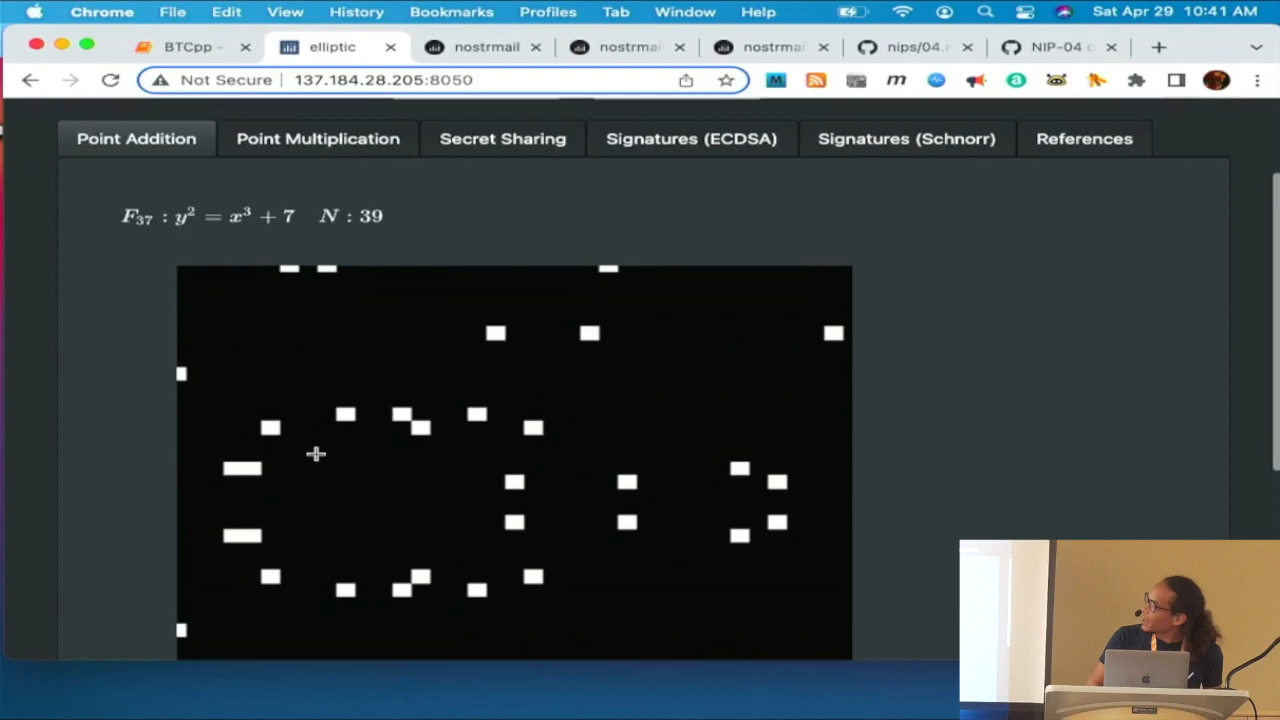 Chrome File Edit View History Bookmarks Profiles Tab Window Help Sat Apr 29 10:41 AM
BTCpp - elliptic nostrmail nostrmai nostrmai nips/04.r NIP-04 c
Not Secure 137.184.28.205:8050
Point Addition Point Multiplication Secret Sharing Signatures (ECDSA) Signatures (Schnorr) References
F₃₇ : y² = x³ + 7 N : 39